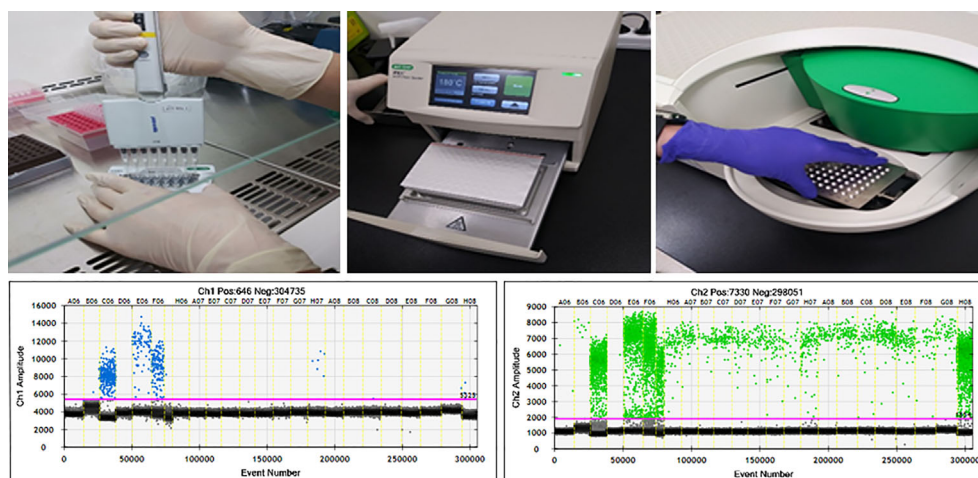 BIO-RAD
180°C
Ch1 Pos:646 Neg:304735
A06 B06 C06 D06 E06 F06 H06 A07 B07 C07 D07 E07 F07 G07 H07 A08 B08 C08 D08 E08 F08 G08 H08
16000
14000
12000
10000
8000
6000
4000
2000
0
Ch1 Amplitude
0 50000 100000 150000 200000 250000 300000
Event Number
Ch2 Pos:7330 Neg:298051
A06 B06 C06 E06 F06 H06 A07 B07 C07 D07 E07 F07 G07 H07 A08 B08 C08 D08 E08 F08 G08 H08
9000
8000
7000
6000
5000
4000
3000
2000
1000
0
Ch2 Amplitude
0 50000 100000 150000 200000 250000 300000
Event Number